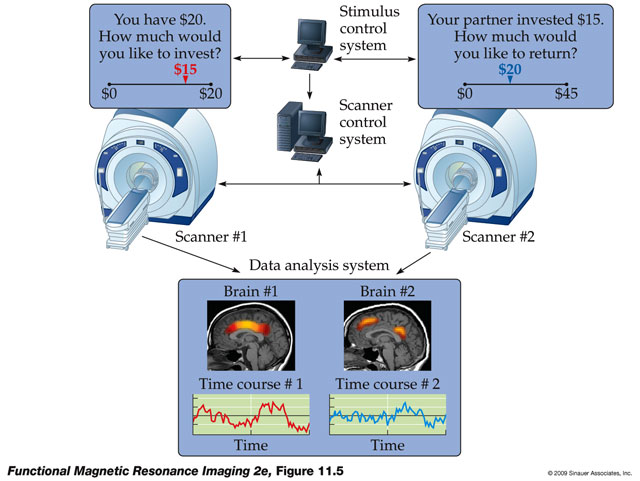 You have $20.
How much would
you like to invest?
$15
$0 $20
Stimulus
control
system
Your partner invested $15.
How much would
you like to return?
$20
$0 $45
Scanner
control
system
Scanner #1
Scanner #2
Data analysis system
Brain #1
Brain #2
Time course # 1
Time course # 2
Time
Time
Functional Magnetic Resonance Imaging 2e, Figure 11.5
© 2009 Sinauer Associates, Inc.